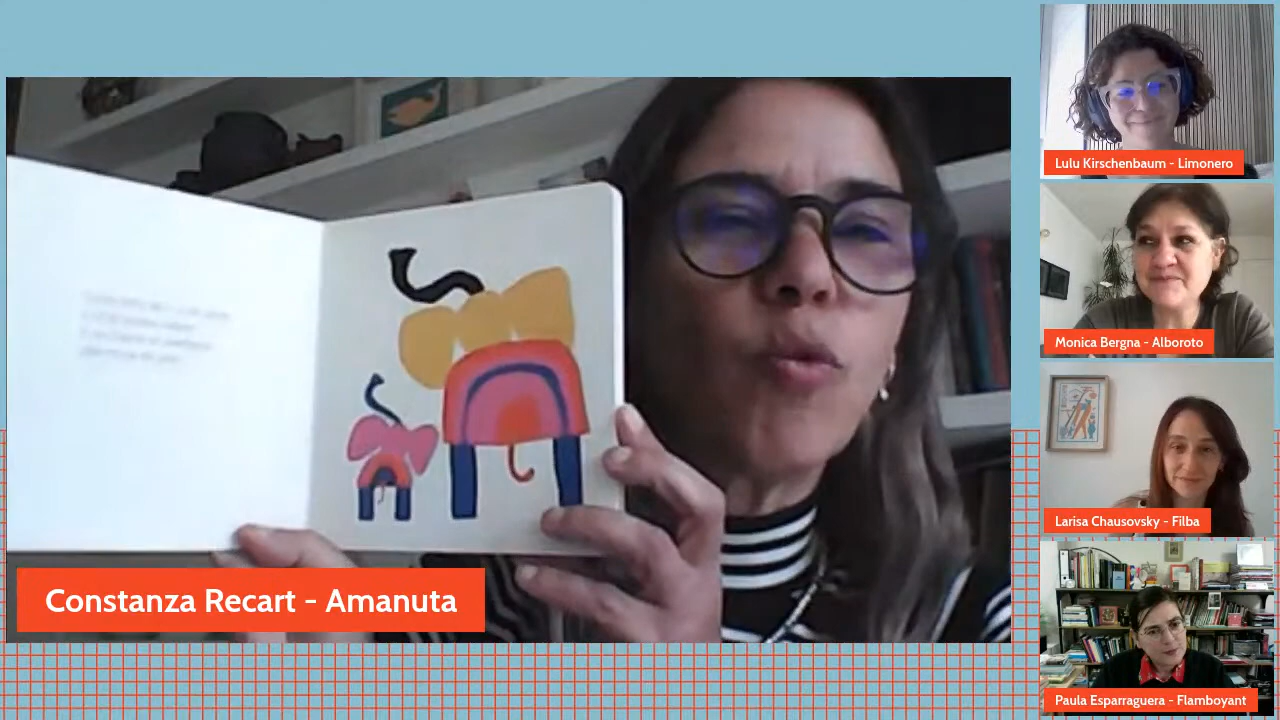 Constanza Recart - Amanuta
Lulu Kirschenbaum - Limonero
Monica Bergna - Alboroto
Larisa Chausovsky - Filba
Paula Esparraguera - Flamboyant